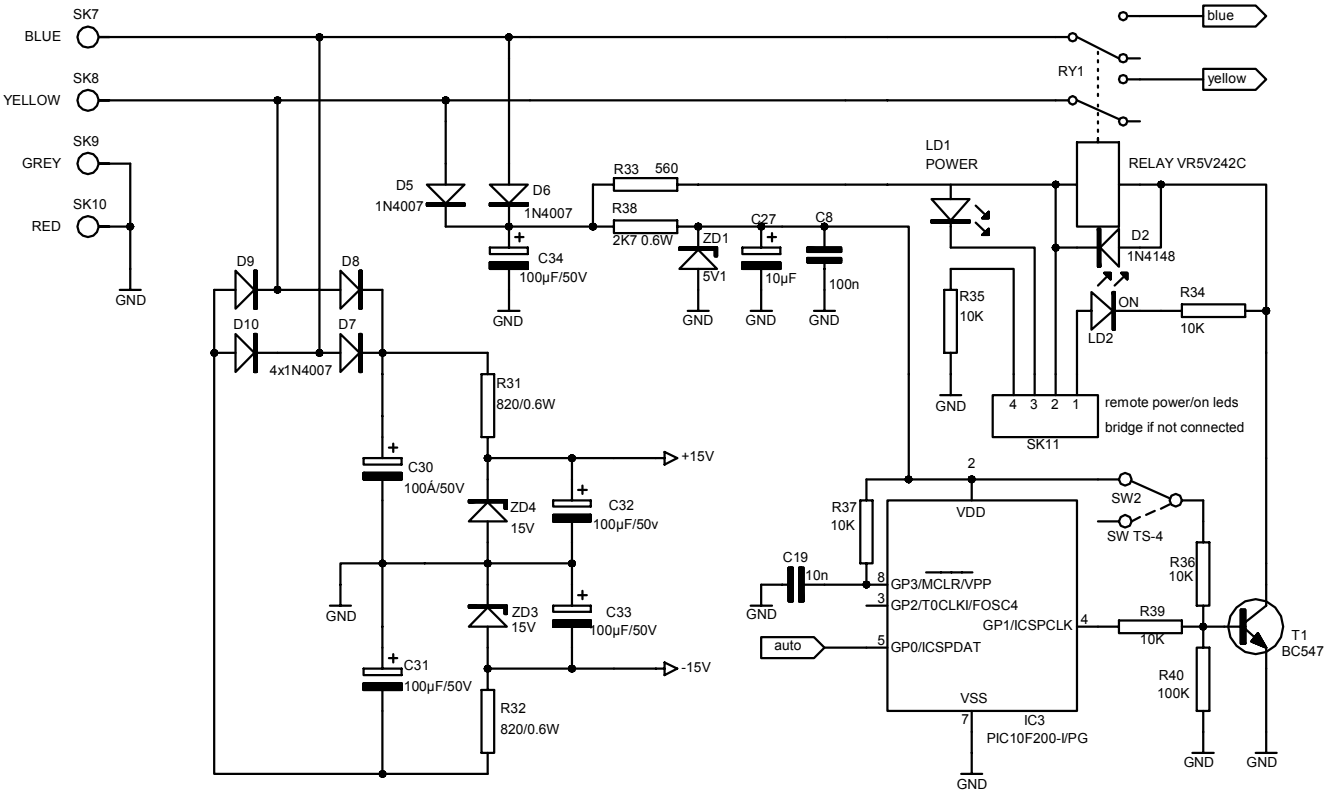 SK7
BLUE
blue
SK8
YELLOW
RY1
yellow
SK9
GREY
SK10
RED
GND
LD1
POWER
RELAY VR5V242C
R33 560
D5
1N4007
D6
1N4007
R38
2K7 0.6W
ZD1
5V1
C27
10µF
C8
100n
D2
1N4148
C34
100µF/50V
GND
GND
GND
GND
D9
D8
D10
D7
4x1N4007
R35
10K
GND
ON
LD2
R34
10K
4 3 2 1
SK11
remote power/on leds
bridge if not connected
R31
820/0.6W
+15V
C30
100Á/50V
ZD4
15V
C32
100µF/50v
GND
ZD3
15V
C33
100µF/50V
C31
100µF/50V
-15V
R32
820/0.6W
2
VDD
R37
10K
SW2
SW TS-4
C19
10n
GND
8 GP3/MCLR/VPP
3 GP2/T0CLKI/FOSC4
GP1/ICSPCLK 4
auto
5 GP0/ICSPDAT
R36
10K
R39
10K
T1
BC547
R40
100K
VSS
7
IC3
PIC10F200-I/PG
GND
GND
GND